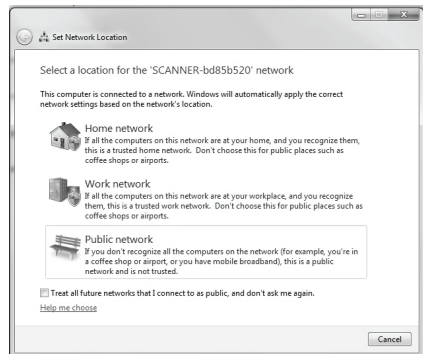 Set Network Location
Select a location for the 'SCANNER-bd85b520' network
This computer is connected to a network. Windows will automatically apply the correct
network settings based on the network's location.
Home network
If all the computers on this network are at your home, and you recognize them,
this is a trusted home network. Don't choose this for public places such as
coffee shops or airports.
Work network
If all the computers on this network are at your workplace, and you recognize
them, this is a trusted work network. Don't choose this for public places such as
coffee shops or airports.
Public network
If you don't recognize all the computers on the network (for example, you're in
a coffee shop or airport, or you have mobile broadband), this is a public
network and is not trusted.
Treat all future networks that I connect to as public, and don't ask me again.
Help me choose
Cancel